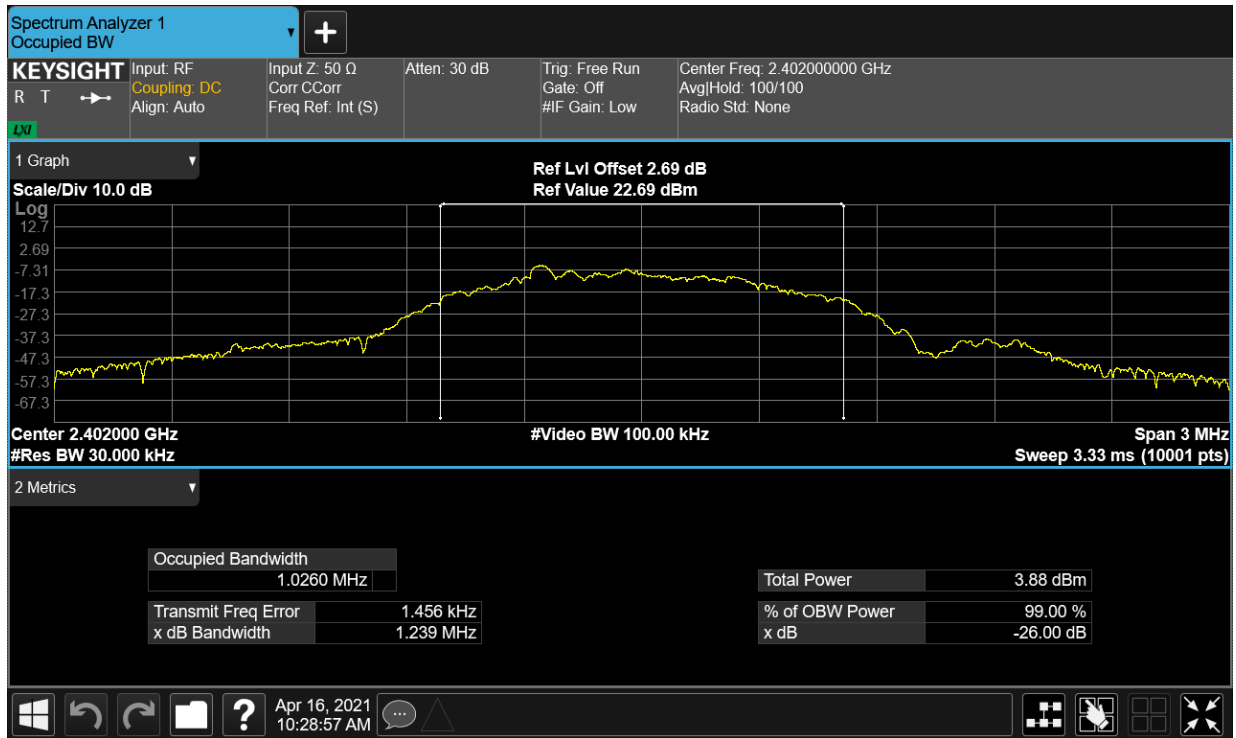 Spectrum Analyzer 1
Occupied BW
▼
+
KEYSIGHT
R T
LXI
Input: RF
Coupling: DC
Align: Auto
Input Z: 50 Ω
Corr CCorr
Freq Ref: Int (S)
Atten: 30 dB
Trig: Free Run
Gate: Off
#IF Gain: Low
Center Freq: 2.402000000 GHz
Avg|Hold: 100/100
Radio Std: None
1 Graph ▼
Ref Lvl Offset 2.69 dB
Scale/Div 10.0 dB
Ref Value 22.69 dBm
Log
12.7
2.69
-7.31
-17.3
-27.3
-37.3
-47.3
-57.3
-67.3
Center 2.402000 GHz
#Video BW 100.00 kHz
Span 3 MHz
#Res BW 30.000 kHz
Sweep 3.33 ms (10001 pts)
2 Metrics ▼
Occupied Bandwidth
1.0260 MHz
Total Power 3.88 dBm
Transmit Freq Error 1.456 kHz
% of OBW Power 99.00 %
x dB Bandwidth 1.239 MHz
x dB -26.00 dB
?
Apr 16, 2021
10:28:57 AM